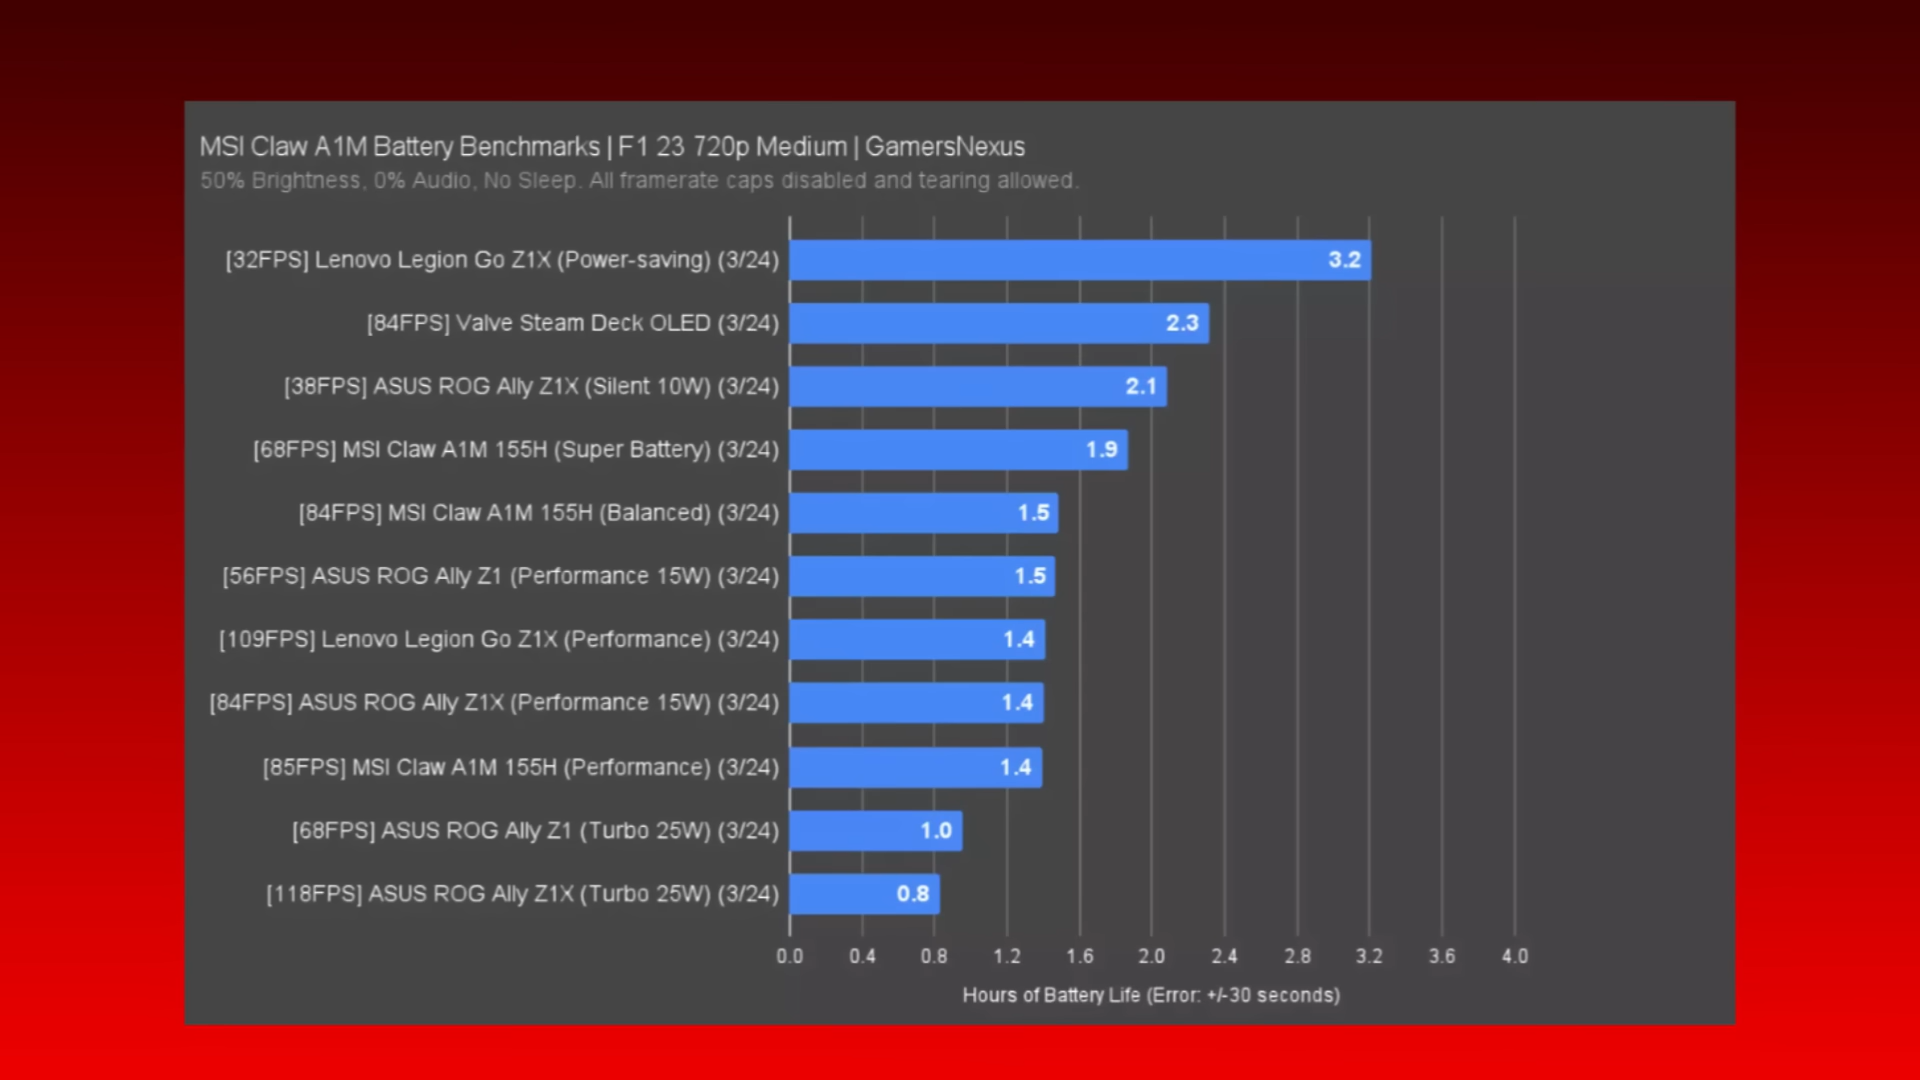 MSI Claw A1M Battery Benchmarks | F1 23 720p Medium | GamersNexus
50% Brightness, 0% Audio, No Sleep. All framerate caps disabled and tearing allowed.
[32FPS] Lenovo Legion Go Z1X (Power-saving) (3/24) 3.2
[84FPS] Valve Steam Deck OLED (3/24) 2.3
[38FPS] ASUS ROG Ally Z1X (Silent 10W) (3/24) 2.1
[68FPS] MSI Claw A1M 155H (Super Battery) (3/24) 1.9
[84FPS] MSI Claw A1M 155H (Balanced) (3/24) 1.5
[56FPS] ASUS ROG Ally Z1 (Performance 15W) (3/24) 1.5
[109FPS] Lenovo Legion Go Z1X (Performance) (3/24) 1.4
[84FPS] ASUS ROG Ally Z1X (Performance 15W) (3/24) 1.4
[85FPS] MSI Claw A1M 155H (Performance) (3/24) 1.4
[68FPS] ASUS ROG Ally Z1 (Turbo 25W) (3/24) 1.0
[118FPS] ASUS ROG Ally Z1X (Turbo 25W) (3/24) 0.8
0.0 0.4 0.8 1.2 1.6 2.0 2.4 2.8 3.2 3.6 4.0
Hours of Battery Life (Error: +/-30 seconds)